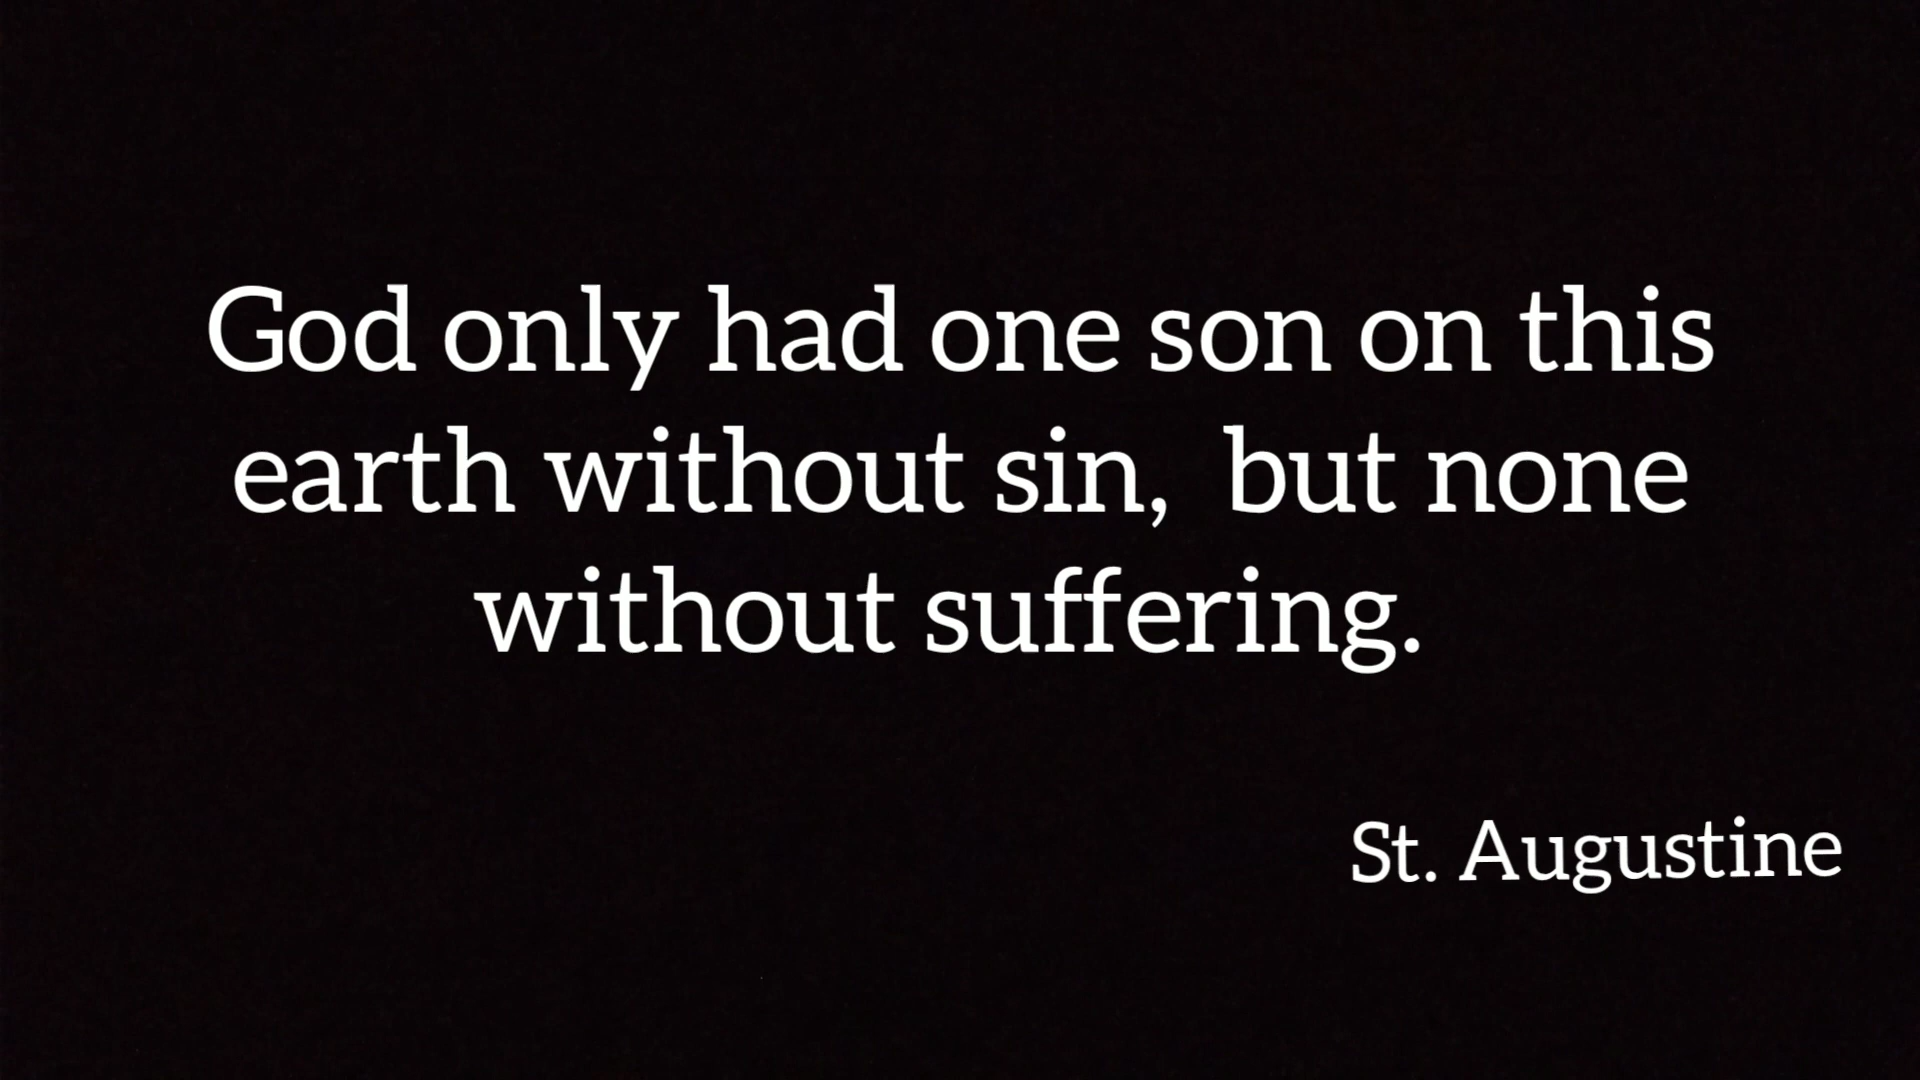 God only had one son on this
earth without sin,  but none
without suffering.
St. Augustine